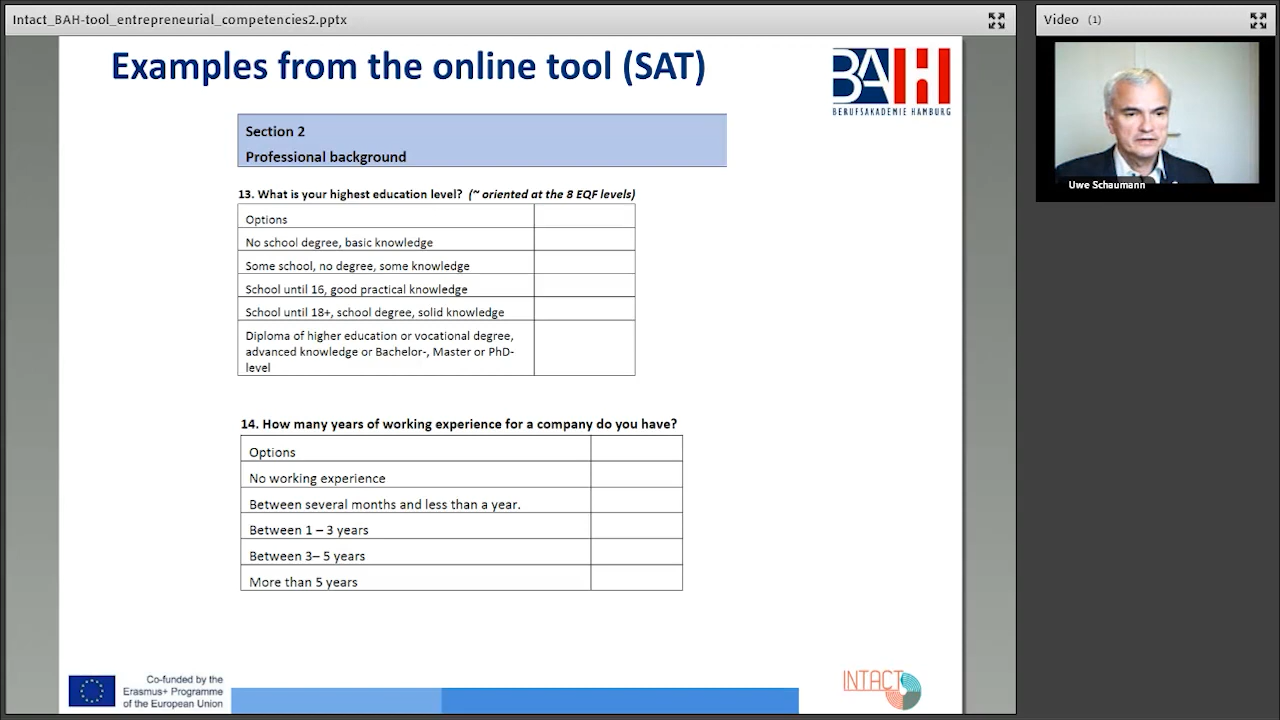 Intact_BAH-tool_entrepreneurial_competencies2.pptx
Video (1)
Examples from the online tool (SAT)
BAH
BERUFSAKADEMIE HAMBURG
Uwe Schaumann
Section 2
Professional background
13. What is your highest education level? (~ oriented at the 8 EQF levels)
Options
No school degree, basic knowledge
Some school, no degree, some knowledge
School until 16, good practical knowledge
School until 18+, school degree, solid knowledge
Diploma of higher education or vocational degree,
advanced knowledge or Bachelor-, Master or PhD-
level
14. How many years of working experience for a company do you have?
Options
No working experience
Between several months and less than a year.
Between 1 – 3 years
Between 3– 5 years
More than 5 years
Co-funded by the
Erasmus+ Programme
of the European Union
INTACT